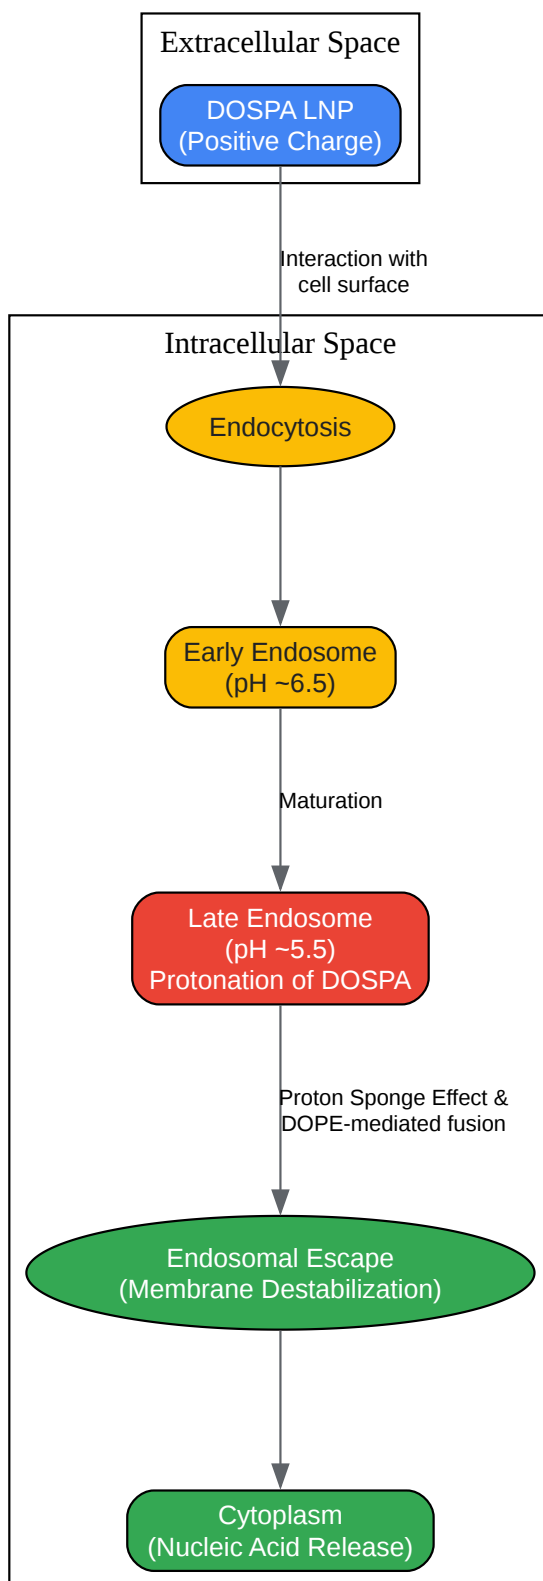 Extracellular Space
DOSPA LNP
(Positive Charge)
Interaction with
cell surface
Intracellular Space
Endocytosis
Early Endosome
(pH ~6.5)
Maturation
Late Endosome
(pH ~5.5)
Protonation of DOSPA
Proton Sponge Effect &
DOPE-mediated fusion
Endosomal Escape
(Membrane Destabilization)
Cytoplasm
(Nucleic Acid Release)